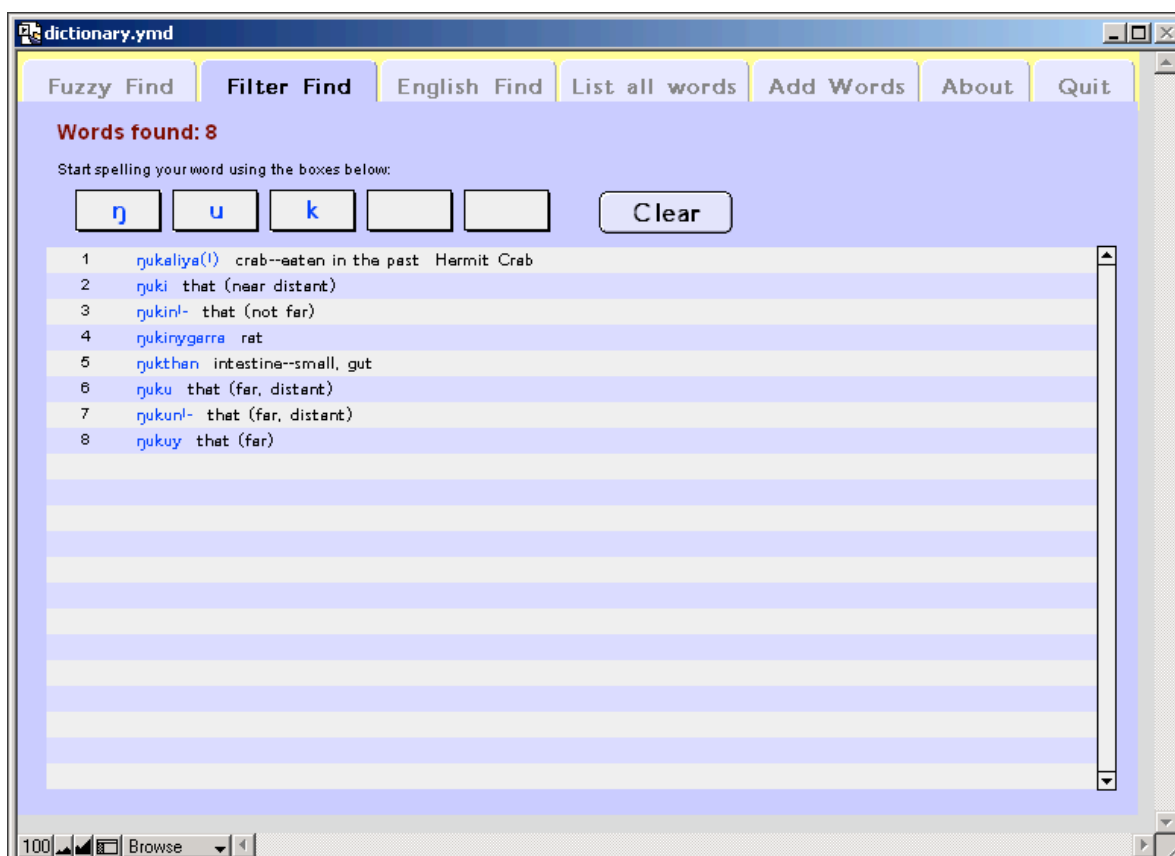 dictionary.ymd
Fuzzy Find Filter Find English Find List all words Add Words About Quit
Words found: 8
Start spelling your word using the boxes below:
ŋ u k Clear
1 ŋukaliya(!) crab--eaten in the past Hermit Crab
2 ŋuki that (near distant)
3 ŋukin!- that (not far)
4 ŋukinygarra rat
5 ŋukthan intestine--small, gut
6 ŋuku that (far, distant)
7 ŋukun!- that (far, distant)
8 ŋukuy that (far)
100 Browse